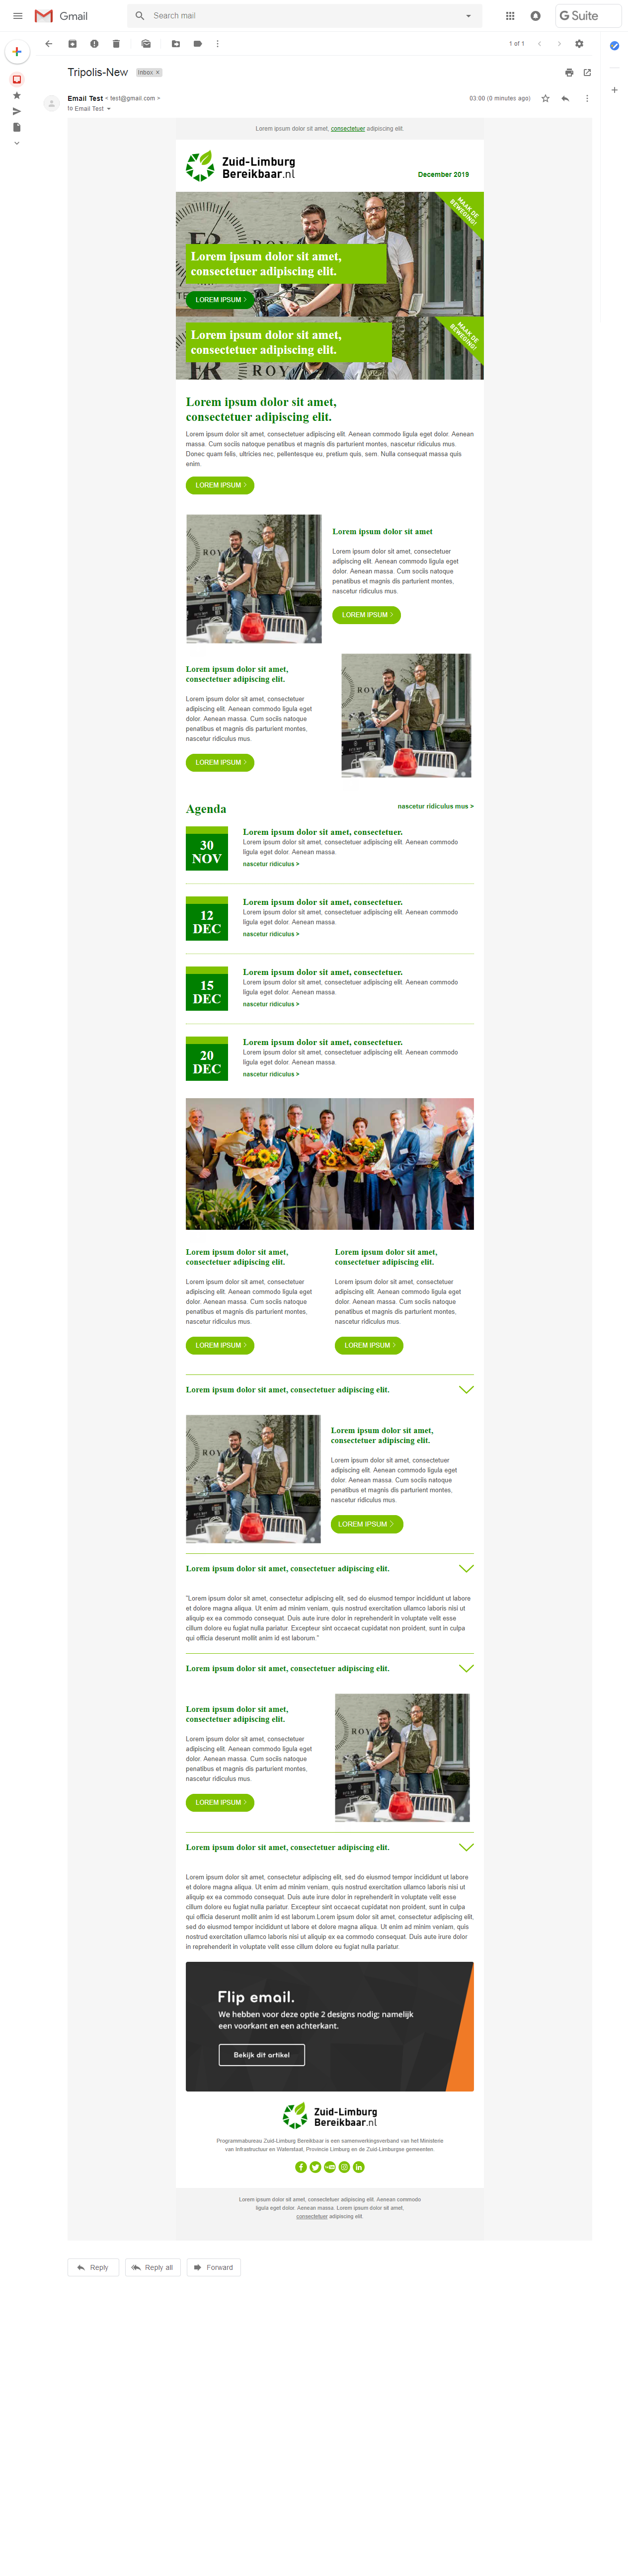 Gmail
Search mail
G Suite
1 of 1
Tripolis-New
Inbox ×
Email Test < test@gmail.com >
03:00 (0 minutes ago)
to Email Test
Lorem ipsum dolor sit amet, consectetuer adipiscing elit.
Zuid-Limburg
Bereikbaar.nl
December 2019
MAAK DE
BEWEGING!
Lorem ipsum dolor sit amet,
consectetuer adipiscing elit.
LOREM IPSUM >
MAAK DE
BEWEGING!
Lorem ipsum dolor sit amet,
consectetuer adipiscing elit.
Lorem ipsum dolor sit amet,
consectetuer adipiscing elit.
Lorem ipsum dolor sit amet, consectetuer adipiscing elit. Aenean commodo ligula eget dolor. Aenean
massa. Cum sociis natoque penatibus et magnis dis parturient montes, nascetur ridiculus mus.
Donec quam felis, ultricies nec, pellentesque eu, pretium quis, sem. Nulla consequat massa quis
enim.
LOREM IPSUM >
Lorem ipsum dolor sit amet
Lorem ipsum dolor sit amet, consectetuer
adipiscing elit. Aenean commodo ligula eget
dolor. Aenean massa. Cum sociis natoque
penatibus et magnis dis parturient montes,
nascetur ridiculus mus.
LOREM IPSUM >
Lorem ipsum dolor sit amet,
consectetuer adipiscing elit.
Lorem ipsum dolor sit amet, consectetuer
adipiscing elit. Aenean commodo ligula eget
dolor. Aenean massa. Cum sociis natoque
penatibus et magnis dis parturient montes,
nascetur ridiculus mus.
LOREM IPSUM >
Agenda
nascetur ridiculus mus >
30
NOV
Lorem ipsum dolor sit amet, consectetuer.
Lorem ipsum dolor sit amet, consectetuer adipiscing elit. Aenean commodo
ligula eget dolor. Aenean massa.
nascetur ridiculus >
12
DEC
Lorem ipsum dolor sit amet, consectetuer.
Lorem ipsum dolor sit amet, consectetuer adipiscing elit. Aenean commodo
ligula eget dolor. Aenean massa.
nascetur ridiculus >
15
DEC
Lorem ipsum dolor sit amet, consectetuer.
Lorem ipsum dolor sit amet, consectetuer adipiscing elit. Aenean commodo
ligula eget dolor. Aenean massa.
nascetur ridiculus >
20
DEC
Lorem ipsum dolor sit amet, consectetuer.
Lorem ipsum dolor sit amet, consectetuer adipiscing elit. Aenean commodo
ligula eget dolor. Aenean massa.
nascetur ridiculus >
Lorem ipsum dolor sit amet,
consectetuer adipiscing elit.
Lorem ipsum dolor sit amet, consectetuer
adipiscing elit. Aenean commodo ligula eget
dolor. Aenean massa. Cum sociis natoque
penatibus et magnis dis parturient montes,
nascetur ridiculus mus.
LOREM IPSUM >
Lorem ipsum dolor sit amet,
consectetuer adipiscing elit.
Lorem ipsum dolor sit amet, consectetuer
adipiscing elit. Aenean commodo ligula eget
dolor. Aenean massa. Cum sociis natoque
penatibus et magnis dis parturient montes,
nascetur ridiculus mus.
LOREM IPSUM >
Lorem ipsum dolor sit amet, consectetuer adipiscing elit.
Lorem ipsum dolor sit amet,
consectetuer adipiscing elit.
Lorem ipsum dolor sit amet, consectetuer
adipiscing elit. Aenean commodo ligula eget
dolor. Aenean massa. Cum sociis natoque
penatibus et magnis dis parturient montes,
nascetur ridiculus mus.
LOREM IPSUM >
Lorem ipsum dolor sit amet, consectetuer adipiscing elit.
"Lorem ipsum dolor sit amet, consectetur adipiscing elit, sed do eiusmod tempor incididunt ut labore
et dolore magna aliqua. Ut enim ad minim veniam, quis nostrud exercitation ullamco laboris nisi ut
aliquip ex ea commodo consequat. Duis aute irure dolor in reprehenderit in voluptate velit esse
cillum dolore eu fugiat nulla pariatur. Excepteur sint occaecat cupidatat non proident, sunt in culpa
qui officia deserunt mollit anim id est laborum."
Lorem ipsum dolor sit amet, consectetuer adipiscing elit.
Lorem ipsum dolor sit amet,
consectetuer adipiscing elit.
Lorem ipsum dolor sit amet, consectetuer
adipiscing elit. Aenean commodo ligula eget
dolor. Aenean massa. Cum sociis natoque
penatibus et magnis dis parturient montes,
nascetur ridiculus mus.
LOREM IPSUM >
Lorem ipsum dolor sit amet, consectetuer adipiscing elit.
Lorem ipsum dolor sit amet, consectetur adipiscing elit, sed do eiusmod tempor incididunt ut labore
et dolore magna aliqua. Ut enim ad minim veniam, quis nostrud exercitation ullamco laboris nisi ut
aliquip ex ea commodo consequat. Duis aute irure dolor in reprehenderit in voluptate velit esse
cillum dolore eu fugiat nulla pariatur. Excepteur sint occaecat cupidatat non proident, sunt in culpa
qui officia deserunt mollit anim id est laborum.Lorem ipsum dolor sit amet, consectetur adipiscing elit,
sed do eiusmod tempor incididunt ut labore et dolore magna aliqua. Ut enim ad minim veniam, quis
nostrud exercitation ullamco laboris nisi ut aliquip ex ea commodo consequat. Duis aute irure dolor
in reprehenderit in voluptate velit esse cillum dolore eu fugiat nulla pariatur.
Flip email.
We hebben voor deze optie 2 designs nodig; namelijk
een voorkant en een achterkant.
Bekijk dit artikel
Zuid-Limburg
Bereikbaar.nl
Programmabureau Zuid-Limburg Bereikbaar is een samenwerkingsverband van het Ministerie
van Infrastructuur en Waterstaat, Provincie Limburg en de Zuid-Limburgse gemeenten.
Lorem ipsum dolor sit amet, consectetuer adipiscing elit. Aenean commodo
ligula eget dolor. Aenean massa. Lorem ipsum dolor sit amet,
consectetuer adipiscing elit.
Reply
Reply all
Forward